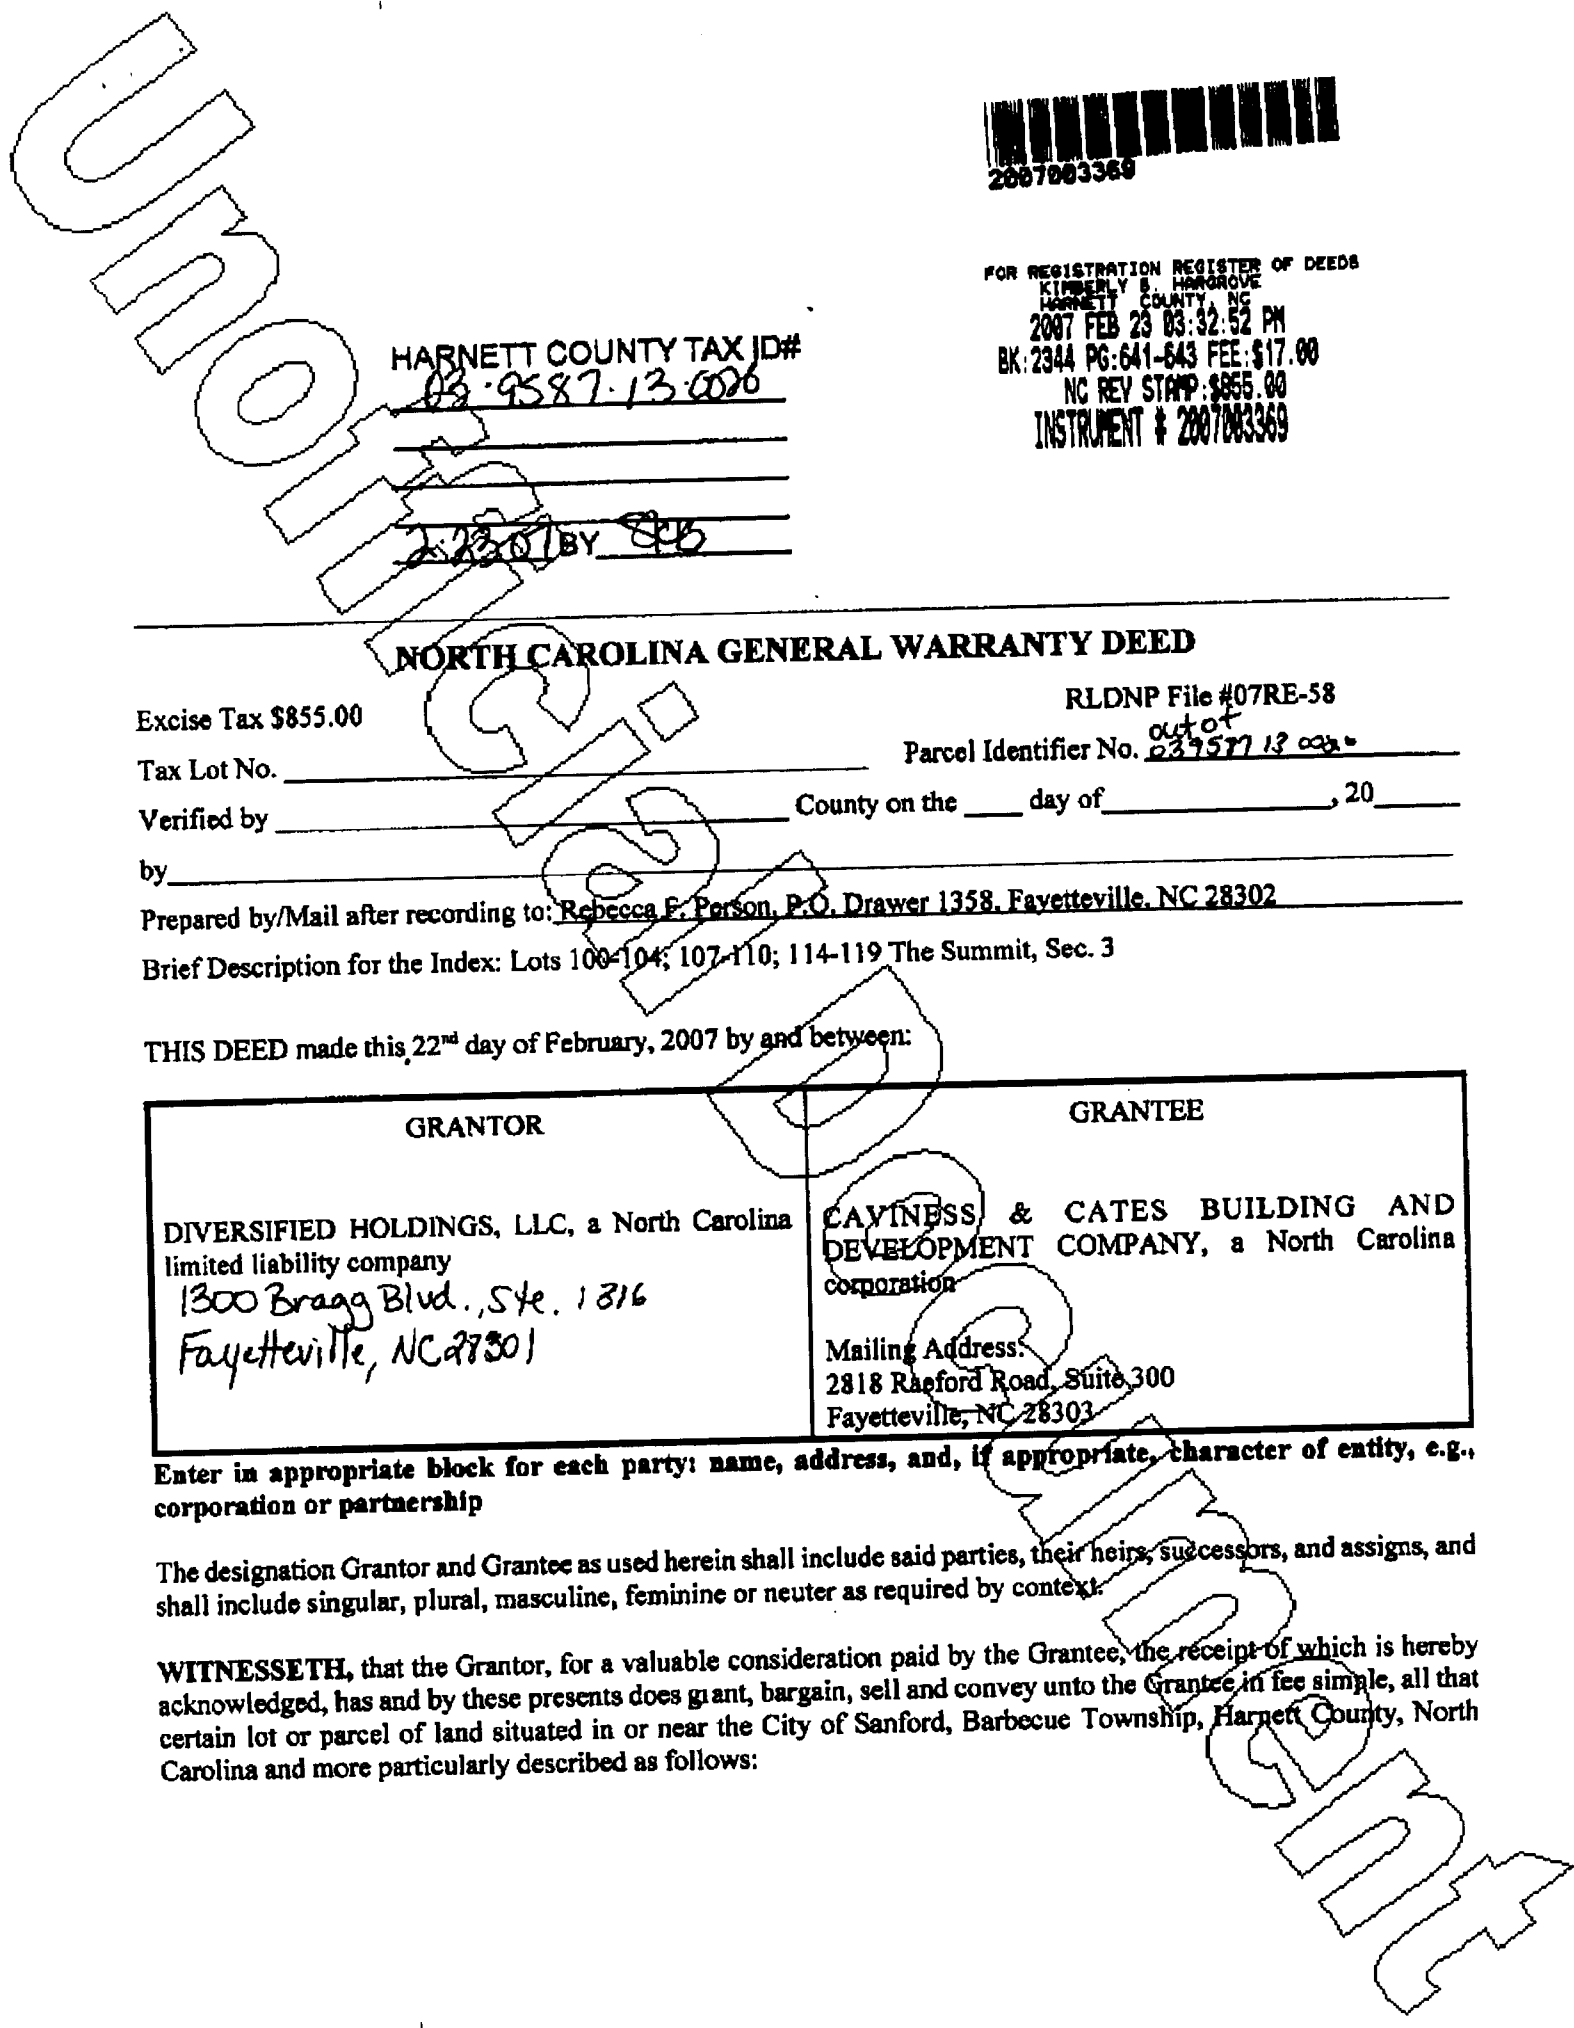 2007003369
FOR REGISTRATION REGISTER OF DEEDS
KIMBERLY S. HARGROVE
HARNETT COUNTY, NC
2007 FEB 23 03:32:52 PM
BK:2344 PG:641-643 FEE:$17.00
NC REV STAMP:$855.00
INSTRUMENT # 2007003369
HARNETT COUNTY TAX ID#
03.9587.13.0026
2.23.07 BY
NORTH CAROLINA GENERAL WARRANTY DEED
Excise Tax $855.00
RLDNP File #07RE-58
Tax Lot No.
Parcel Identifier No. out of 039587 13 0026
Verified by County on the day of , 20
by
Prepared by/Mail after recording to: Rebecca F. Person, P.O. Drawer 1358, Fayetteville, NC 28302
Brief Description for the Index: Lots 100-104; 107-110; 114-119 The Summit, Sec. 3
THIS DEED made this 22nd day of February, 2007 by and between:
GRANTOR
DIVERSIFIED HOLDINGS, LLC, a North Carolina
limited liability company
1300 Bragg Blvd., Ste. 1316
Fayetteville, NC 28301
GRANTEE
CAVINESS & CATES BUILDING AND
DEVELOPMENT COMPANY, a North Carolina
corporation
Mailing Address:
2818 Raeford Road, Suite 300
Fayetteville, NC 28303
Enter in appropriate block for each party: name, address, and, if appropriate, character of entity, e.g.,
corporation or partnership
The designation Grantor and Grantee as used herein shall include said parties, their heirs, successors, and assigns, and
shall include singular, plural, masculine, feminine or neuter as required by context.
WITNESSETH, that the Grantor, for a valuable consideration paid by the Grantee, the receipt of which is hereby
acknowledged, has and by these presents does grant, bargain, sell and convey unto the Grantee in fee simple, all that
certain lot or parcel of land situated in or near the City of Sanford, Barbecue Township, Harnett County, North
Carolina and more particularly described as follows:
Unofficial Document